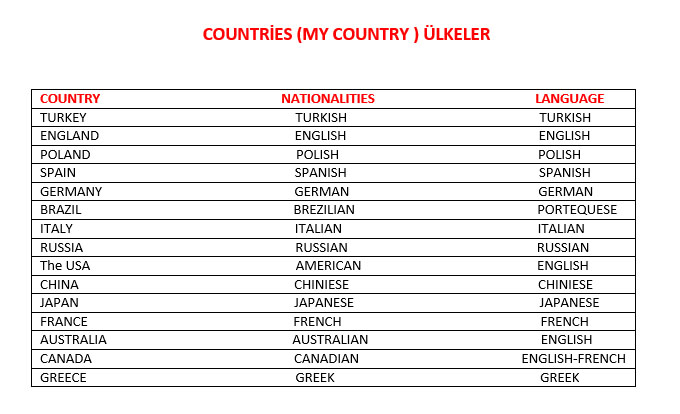 COUNTRİES (MY COUNTRY ) ÜLKELER
COUNTRY NATIONALITIES LANGUAGE
TURKEY TURKISH TURKISH
ENGLAND ENGLISH ENGLISH
POLAND POLISH POLISH
SPAIN SPANISH SPANISH
GERMANY GERMAN GERMAN
BRAZIL BREZILIAN PORTEQUESE
ITALY ITALIAN ITALIAN
RUSSIA RUSSIAN RUSSIAN
The USA AMERICAN ENGLISH
CHINA CHINIESE CHINIESE
JAPAN JAPANESE JAPANESE
FRANCE FRENCH FRENCH
AUSTRALIA AUSTRALIAN ENGLISH
CANADA CANADIAN ENGLISH-FRENCH
GREECE GREEK GREEK